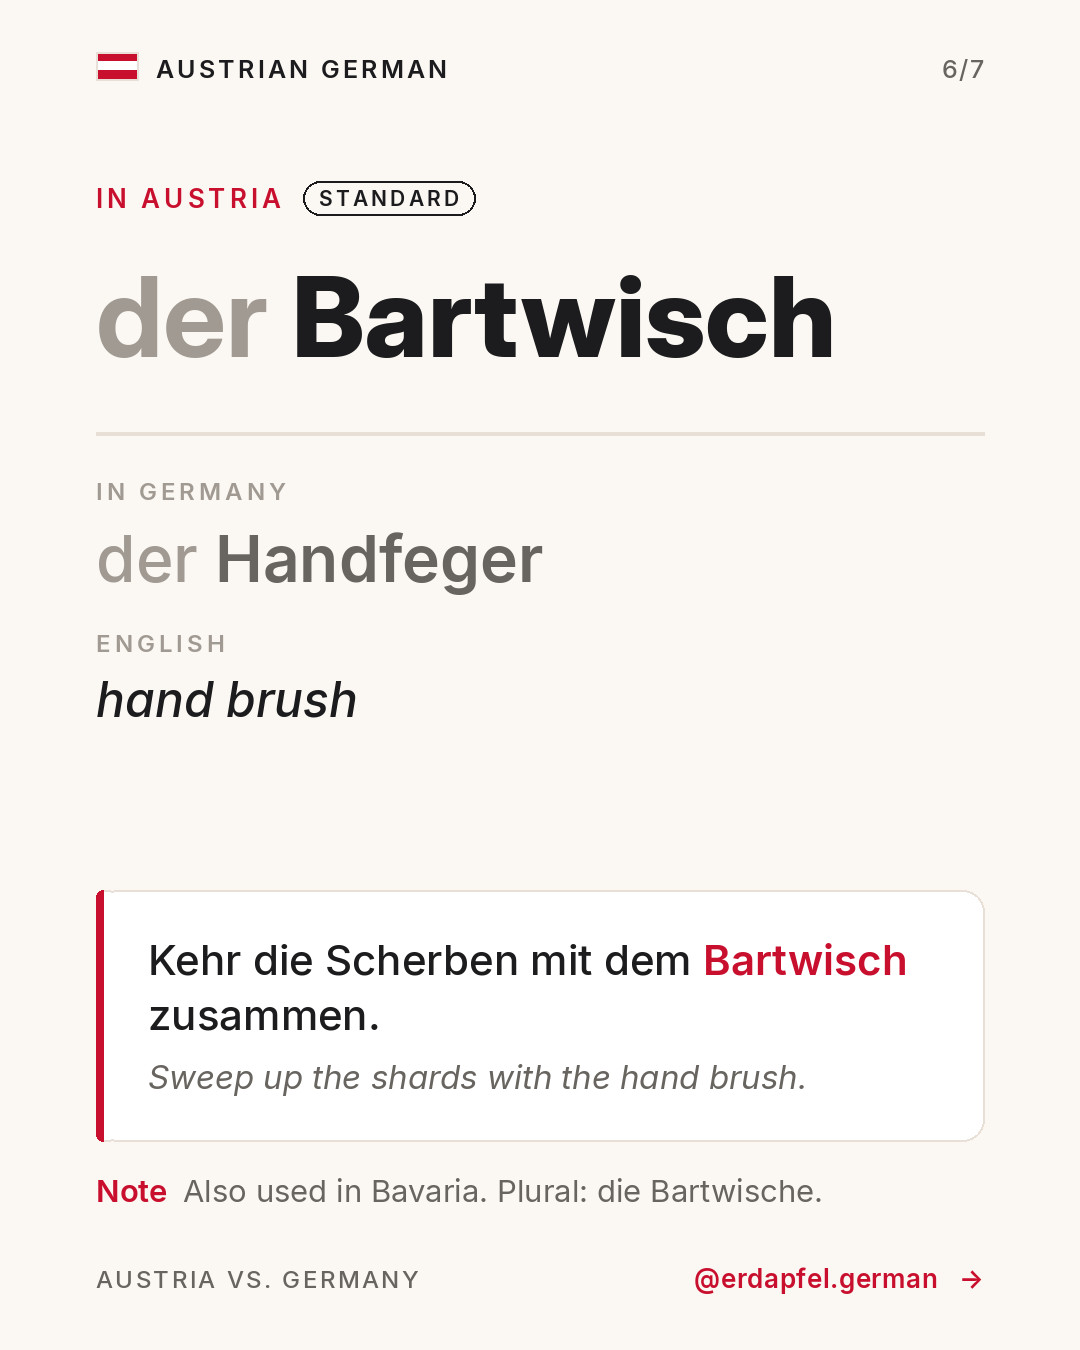 AUSTRIAN GERMAN
6/7
IN AUSTRIA
STANDARD
der Bartwisch
IN GERMANY
der Handfeger
ENGLISH
hand brush
Kehr die Scherben mit dem Bartwisch
zusammen.
Sweep up the shards with the hand brush.
Note Also used in Bavaria. Plural: die Bartwische.
AUSTRIA VS. GERMANY
@erdapfel.german →